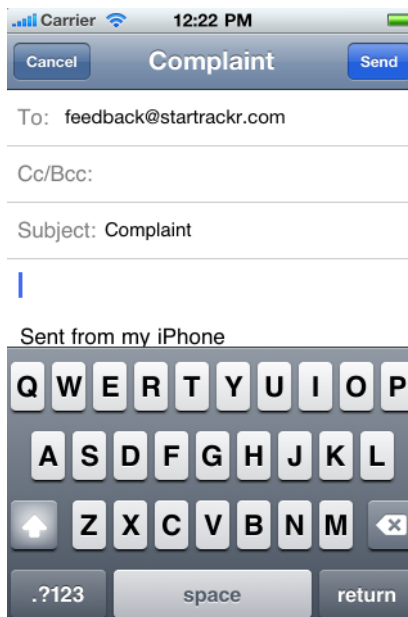 Carrier 12:22 PM
Cancel Complaint Send
To: feedback@startrackr.com
Cc/Bcc:
Subject: Complaint
Sent from my iPhone
Q W E R T Y U I O P
A S D F G H J K L
Z X C V B N M
.?123 space return